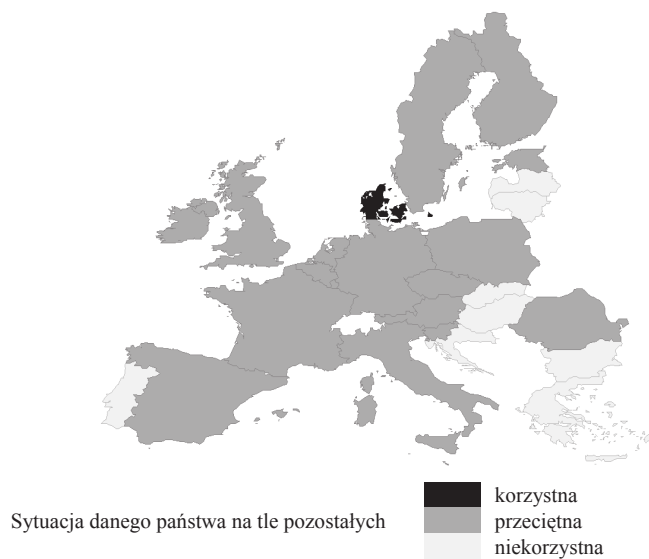 korzystna
Sytuacja danego państwa na tle pozostałych
przeciętna
niekorzystna